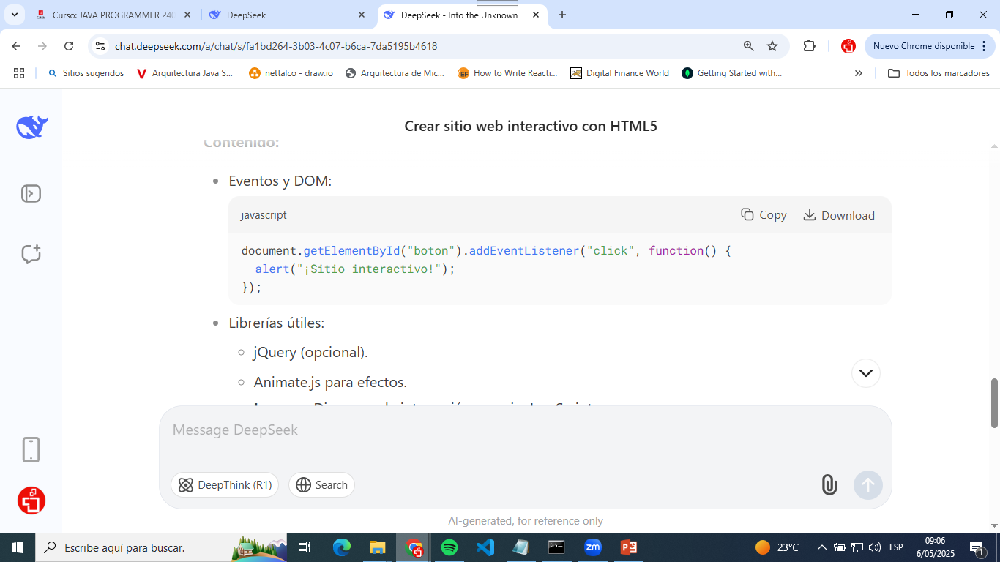 Curso: JAVA PROGRAMMER 240
DeepSeek
DeepSeek - Into the Unknown
chat.deepseek.com/a/chat/s/fa1bd264-3b03-4c07-b6ca-7da5195b4618
Nuevo Chrome disponible
Sitios sugeridos
Arquitectura Java S...
nettalco - draw.io
Arquitectura de Mic...
How to Write Reacti...
Digital Finance World
Getting Started with...
Todos los marcadores
Crear sitio web interactivo con HTML5
Contenido:
Eventos y DOM:
javascript
Copy
Download
document.getElementById("boton").addEventListener("click", function() {
alert("¡Sitio interactivo!");
});
Librerías útiles:
jQuery (opcional).
Animate.js para efectos.
Message DeepSeek
DeepThink (R1)
Search
AI-generated, for reference only
Escribe aquí para buscar.
23°C
ESP
09:06
6/05/2025
1